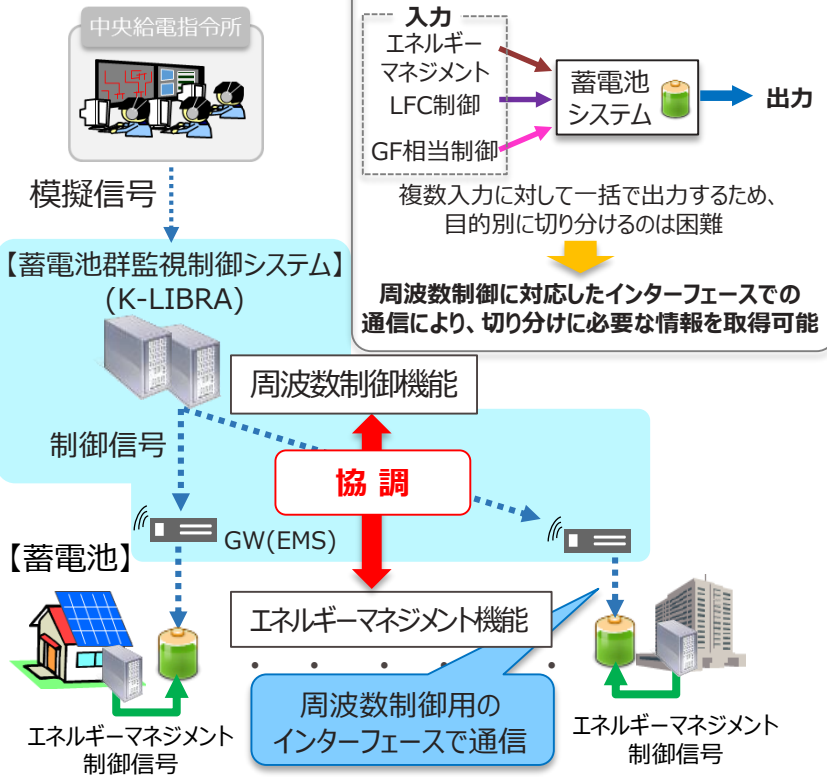 中央給電指令所
模擬信号
【蓄電池群監視制御システム】
(K-LIBRA)
入力
エネルギー
マネジメント
LFC制御
GF相当制御
蓄電池
システム
出力
複数入力に対して一括で出力するため、
目的別に切り分けるのは困難
周波数制御に対応したインターフェースでの
通信により、切り分けに必要な情報を取得可能
周波数制御機能
制御信号
協 調
GW(EMS)
【蓄電池】
エネルギーマネジメント機能
・ ・ ・ ・ ・
周波数制御用の
インターフェースで通信
エネルギーマネジメント
制御信号
エネルギーマネジメント
制御信号